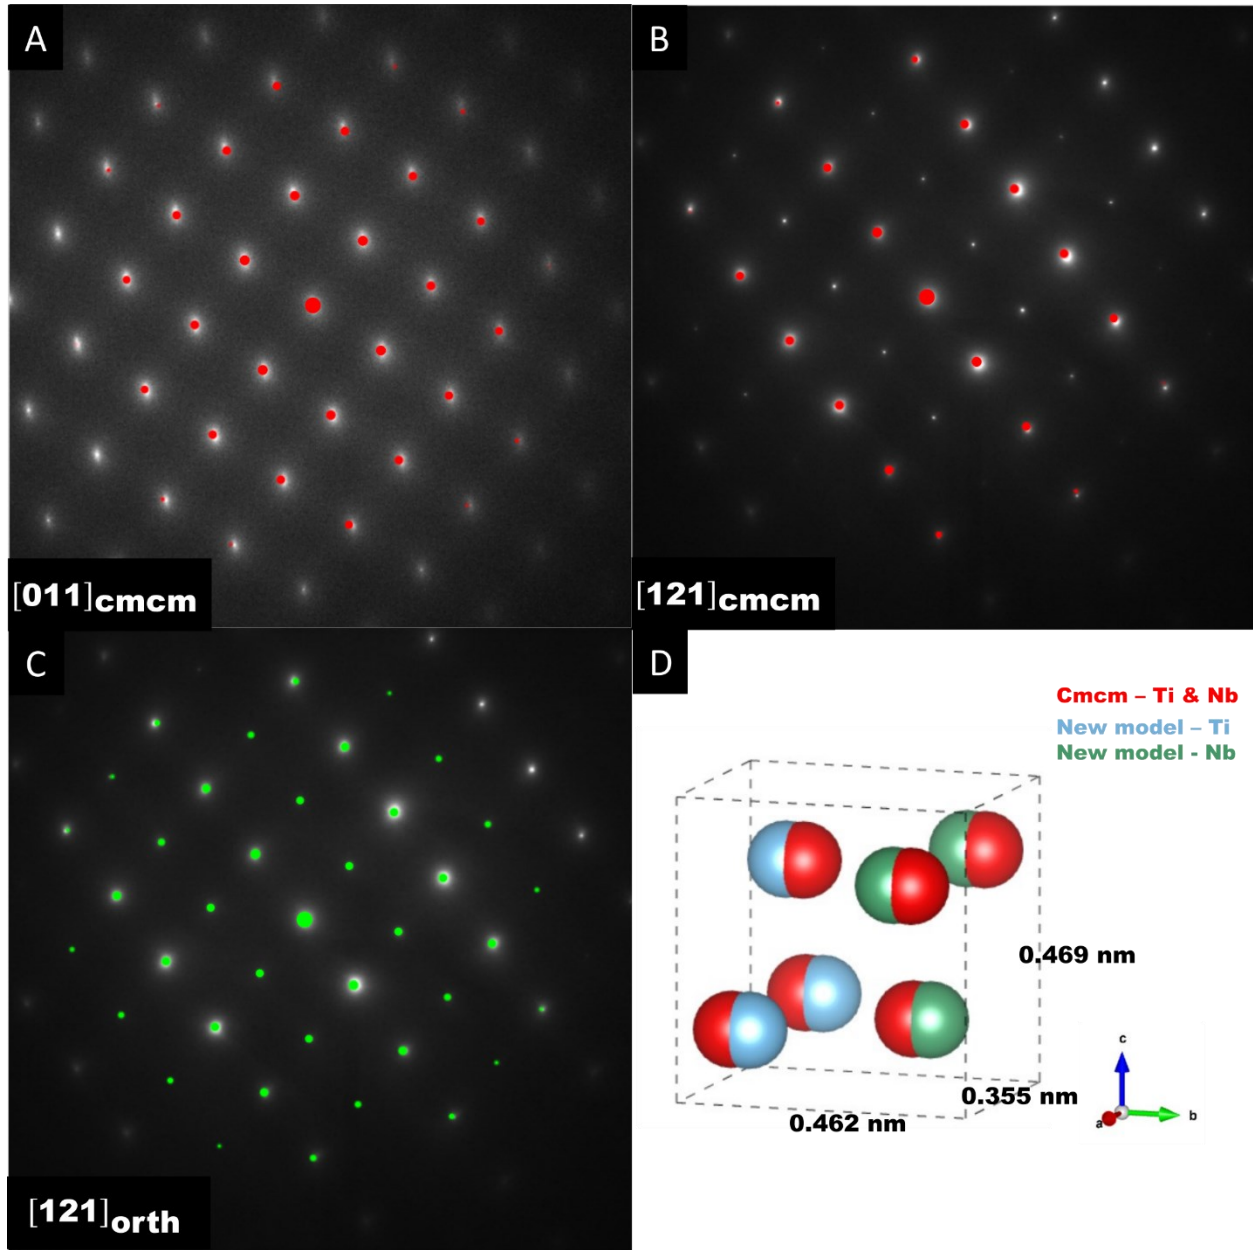 A
B
[011]cmcm
[121]cmcm
C
D
Cmcm – Ti & Nb
New model – Ti
New model - Nb
0.469 nm
0.355 nm
0.462 nm
c
b
a
[121]orth